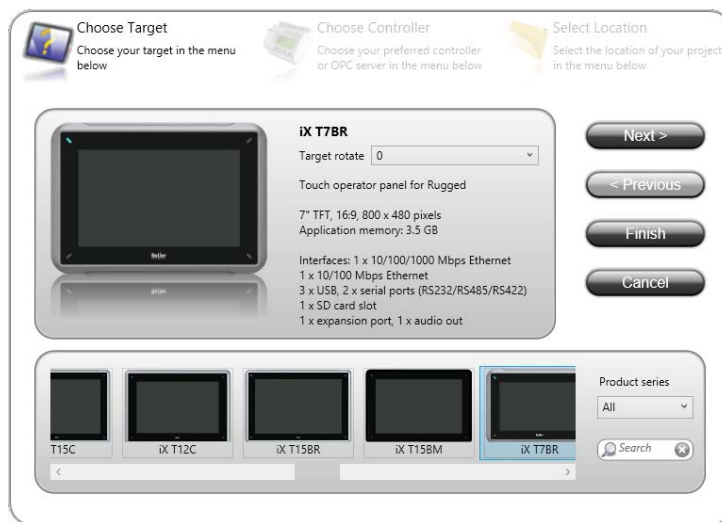 Choose Target
Choose your target in the menu
below
Choose Controller
Choose your preferred controller
or OPC server in the menu below
Select Location
Select the location of your project
in the menu below
iX T7BR
Target rotate 0
Touch operator panel for Rugged
7" TFT, 16:9, 800 x 480 pixels
Application memory: 3.5 GB
Interfaces: 1 x 10/100/1000 Mbps Ethernet
1 x 10/100 Mbps Ethernet
3 x USB, 2 x serial ports (RS232/RS485/RS422)
1 x SD card slot
1 x expansion port, 1 x audio out
Beijer
Next >
< Previous
Finish
Cancel
T15C
iX T12C
iX T15BR
iX T15BM
iX T7BR
Product series
All
Search